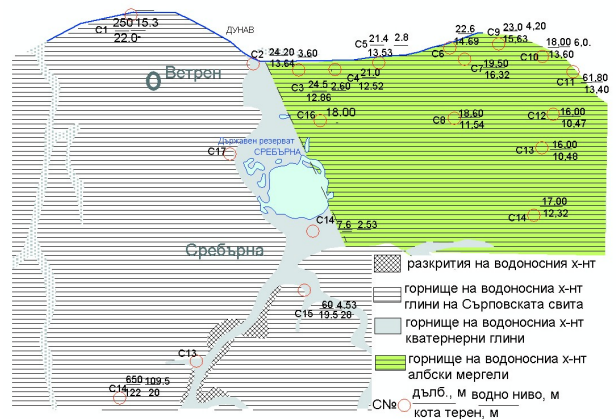 250 15.3
С1
22.0
ДУНАВ
С2
24.20 3.60
13.64
С5
21.4 2.8
13.53
22.6
С6
14.69
С9
23.0 4.20
15.63
18.00 6,0.
С10
13.60
С7
19.50
16.32
С11
61.80
13.40
Ветрен
С3
24.5 2.60
12.86
С4
21.0
12.52
С16
18.00
С8
18.60
11.54
С12
16.00
10,47
Държавен резерват
СРЕБЪРНА
С17
С13
16.00
10,48
С14
17.00
12,32
С14
7.6 2.53
Сребърна
разкрития на водоносния х-нт
горнище на водоносниа х-нт
глини на Сърповската свита
60 4.53
С15
19.5 28
горнище на водоносниа х-нт
кватернерни глини
горнище на водоносниа х-нт
албски мергели
С13
650 109.5
С14
122 20
С№
дълб., м водно ниво, м
кота терен, м